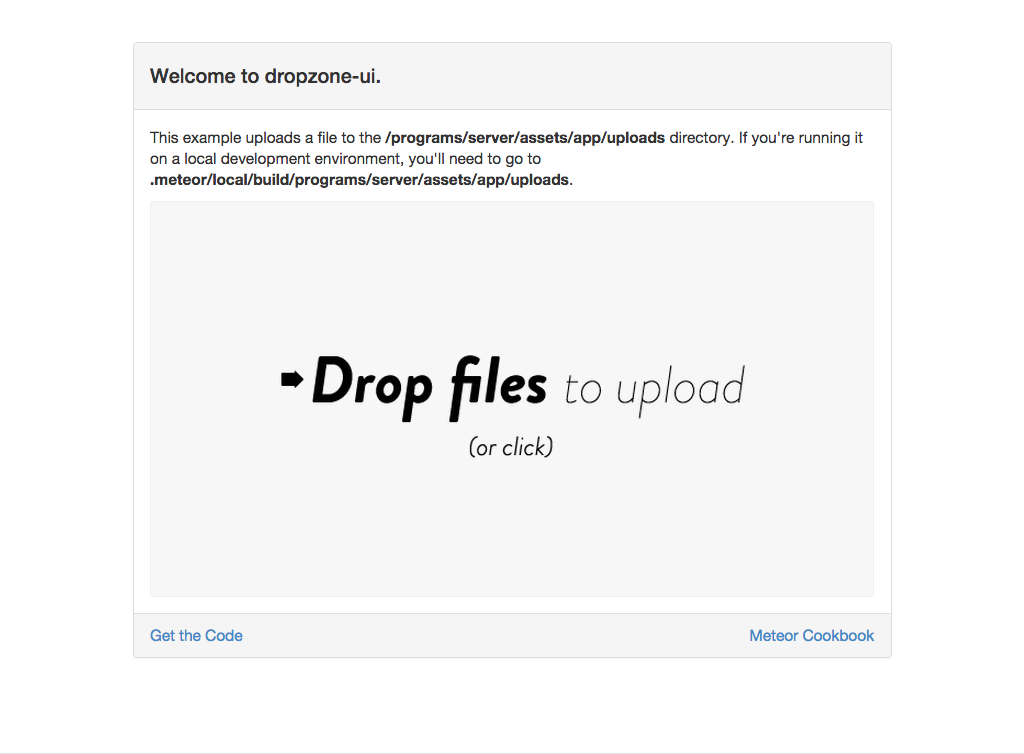 Welcome to dropzone-ui.
This example uploads a file to the /programs/server/assets/app/uploads directory. If you're running it
on a local development environment, you'll need to go to
.meteor/local/build/programs/server/assets/app/uploads.
Drop files to upload
(or click)
Get the Code
Meteor Cookbook